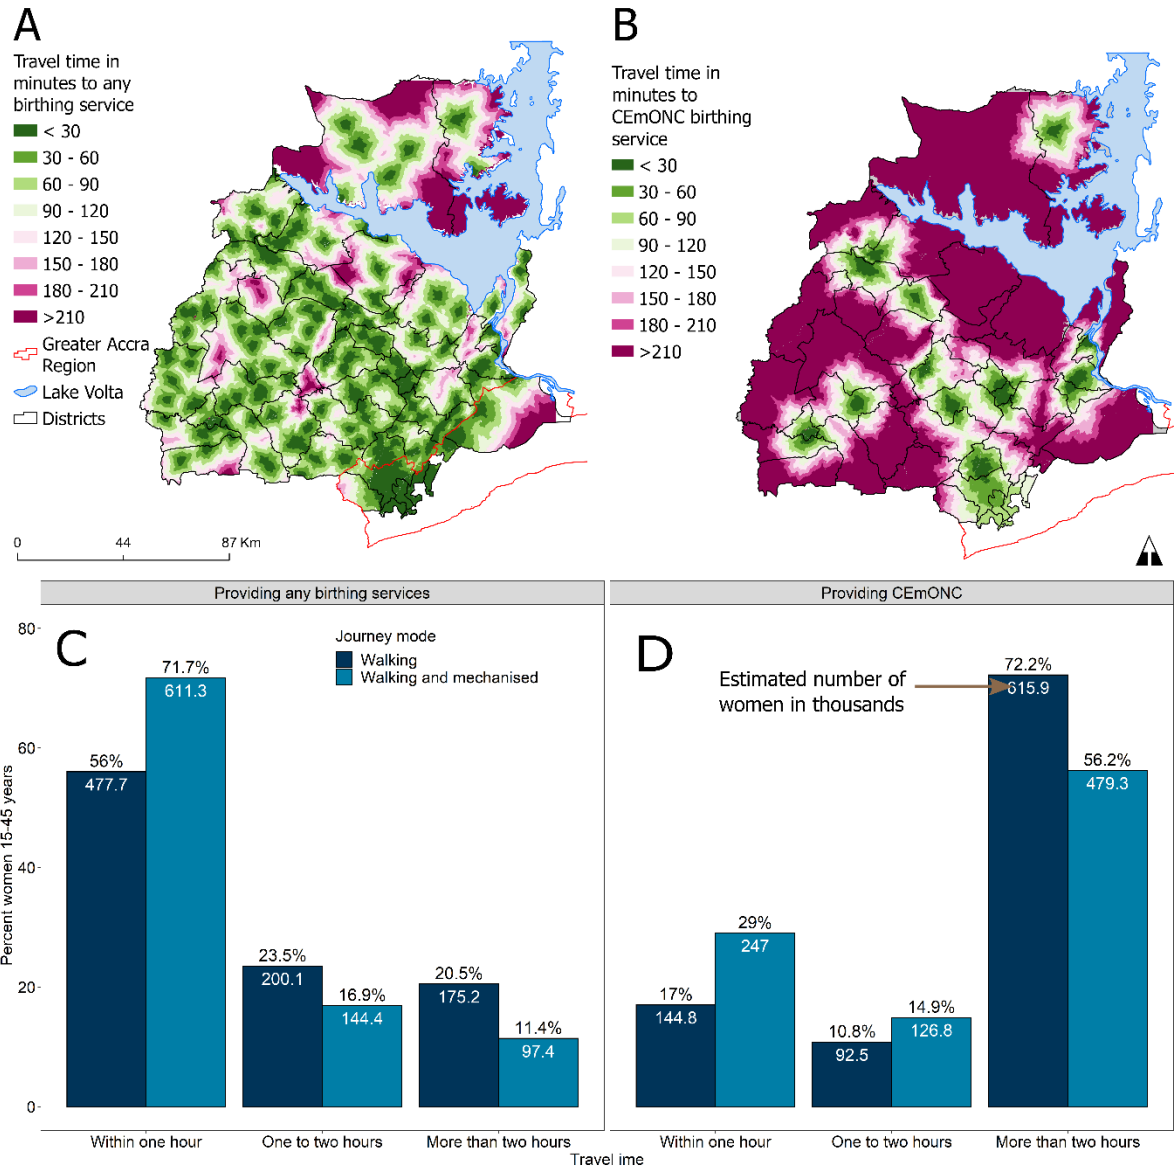 A
Travel time in
minutes to any
birthing service
< 30
30 - 60
60 - 90
90 - 120
120 - 150
150 - 180
180 - 210
>210
Greater Accra
Region
Lake Volta
Districts
0 44 87 Km
B
Travel time in
minutes to
CEmONC birthing
service
< 30
30 - 60
60 - 90
90 - 120
120 - 150
150 - 180
180 - 210
>210
Providing any birthing services
C
Journey mode
Walking
Walking and mechanised
Percent women 15-45 years
80
60
40
20
0
56%
477.7
71.7%
611.3
23.5%
200.1
16.9%
144.4
20.5%
175.2
11.4%
97.4
Within one hour
One to two hours
More than two hours
Providing CEmONC
D
Estimated number of
women in thousands
17%
144.8
29%
247
10.8%
92.5
14.9%
126.8
72.2%
615.9
56.2%
479.3
Within one hour
One to two hours
More than two hours
Travel ime